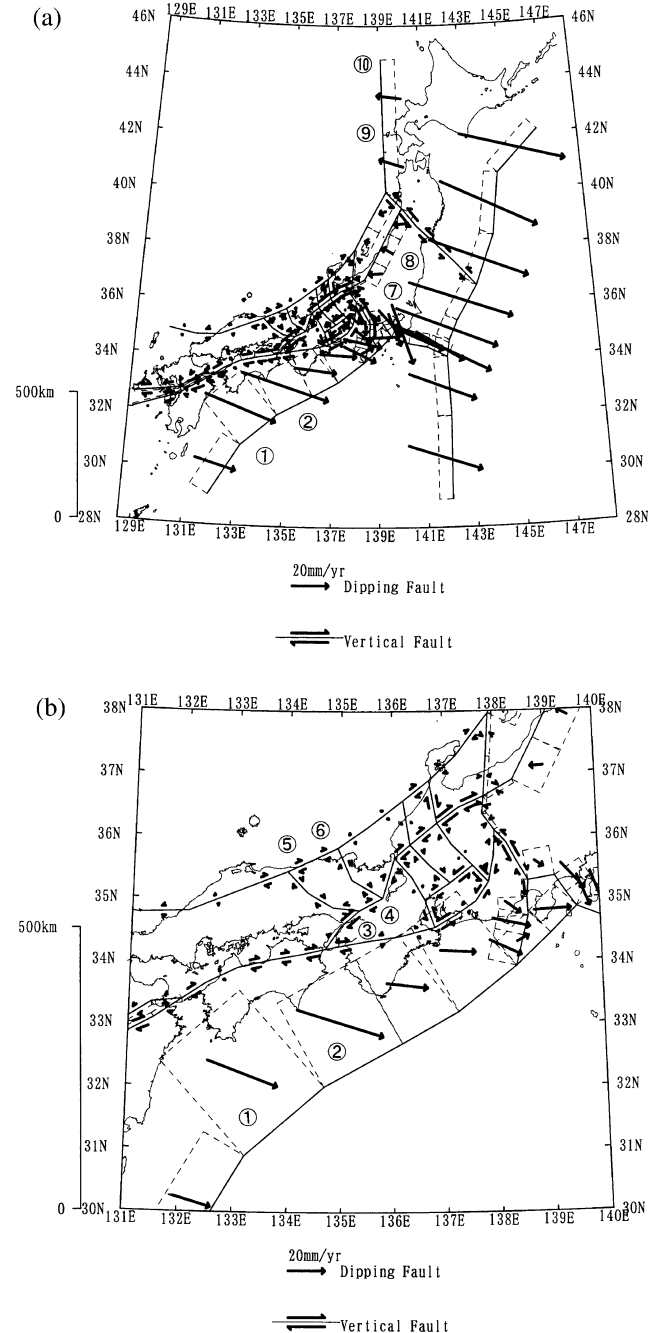 (a)
46N 129E 131E 133E 135E 137E 139E 141E 143E 145E 147E 46N
44N 44N
42N 42N
40N 40N
38N 38N
36N 36N
34N 34N
32N 32N
30N 30N
28N 28N
⑩
⑨
⑧
⑦
②
①
500km
0
129E 131E 133E 135E 137E 139E 141E 143E 145E 147E
20mm/yr
Dipping Fault
Vertical Fault
(b)
38N 131E 132E 133E 134E 135E 136E 137E 138E 139E 140E 38N
37N 37N
36N 36N
35N 35N
34N 34N
33N 33N
32N 32N
31N 31N
30N 30N
⑤ ⑥
④
③
②
①
500km
0
131E 132E 133E 134E 135E 136E 137E 138E 139E 140E
20mm/yr
Dipping Fault
Vertical Fault